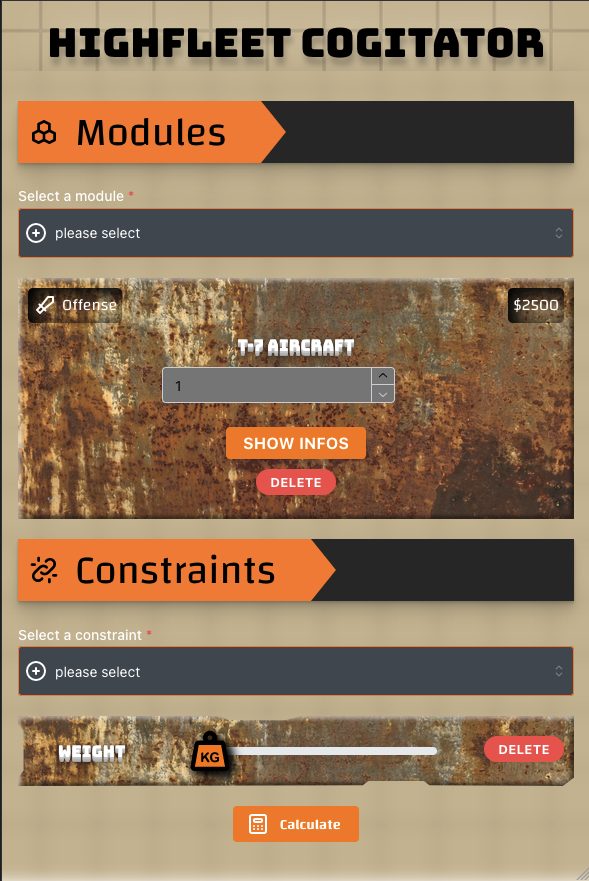 HIGHFLEET COGITATOR
Modules
Select a module *
please select
Offense
$2500
T-7 AIRCRAFT
1
SHOW INFOS
DELETE
Constraints
Select a constraint *
please select
WEIGHT
KG
DELETE
Calculate